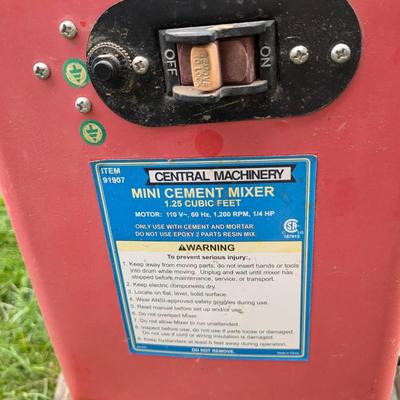 OFF
REMOVE
TO LOCK
ON
ITEM
91907
CENTRAL MACHINERY
MINI CEMENT MIXER
1.25 CUBIC FEET
MOTOR: 110 V~, 60 Hz, 1,200 RPM, 1/4 HP
ONLY USE WITH CEMENT AND MORTAR.
DO NOT USE EPOXY 2 PARTS RESIN MIX.
WARNING
To prevent serious injury:
1. Keep away from moving parts; do not insert hands or tools
into drum while moving. Unplug and wait until mixer has
stopped before maintenance, service, or transport.
2. Keep electric components dry.
3. Locate on flat, level, solid surface.
4. Wear ANSI-approved safety goggles during use.
5. Read manual before set up and/or use.
6. Do not overload Mixer.
7. Do not allow Mixer to run unattended.
8. Inspect before use; do not use if parts loose or damaged.
Do not use if cord or wiring insulation is damaged.
9. Keep bystanders at least 6 feet away during operation.
DO NOT REMOVE.